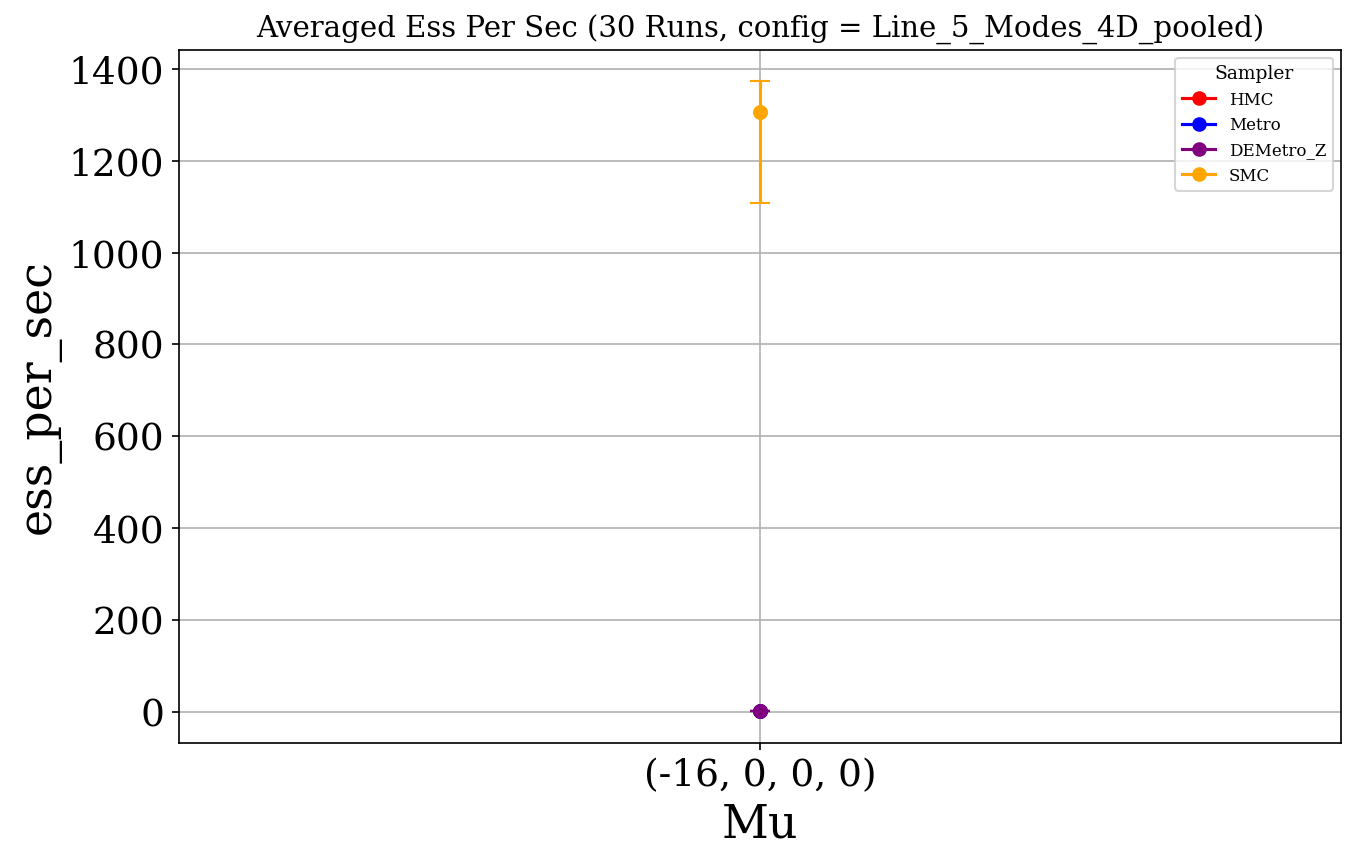 Averaged Ess Per Sec (30 Runs, config = Line_5_Modes_4D_pooled)
1400
1200
1000
800
600
400
200
0
ess_per_sec
Sampler
HMC
Metro
DEMetro_Z
SMC
(-16, 0, 0, 0)
Mu